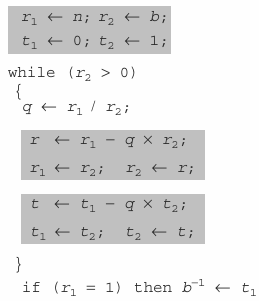 r₁ ← n; r₂ ← b;
t₁ ← 0; t₂ ← 1;
while (r₂ > 0)
{
q ← r₁ / r₂;
r ← r₁ − q × r₂;
r₁ ← r₂; r₂ ← r;
t ← t₁ − q × t₂;
t₁ ← t₂; t₂ ← t;
}
if (r₁ = 1) then b⁻¹ ← t₁